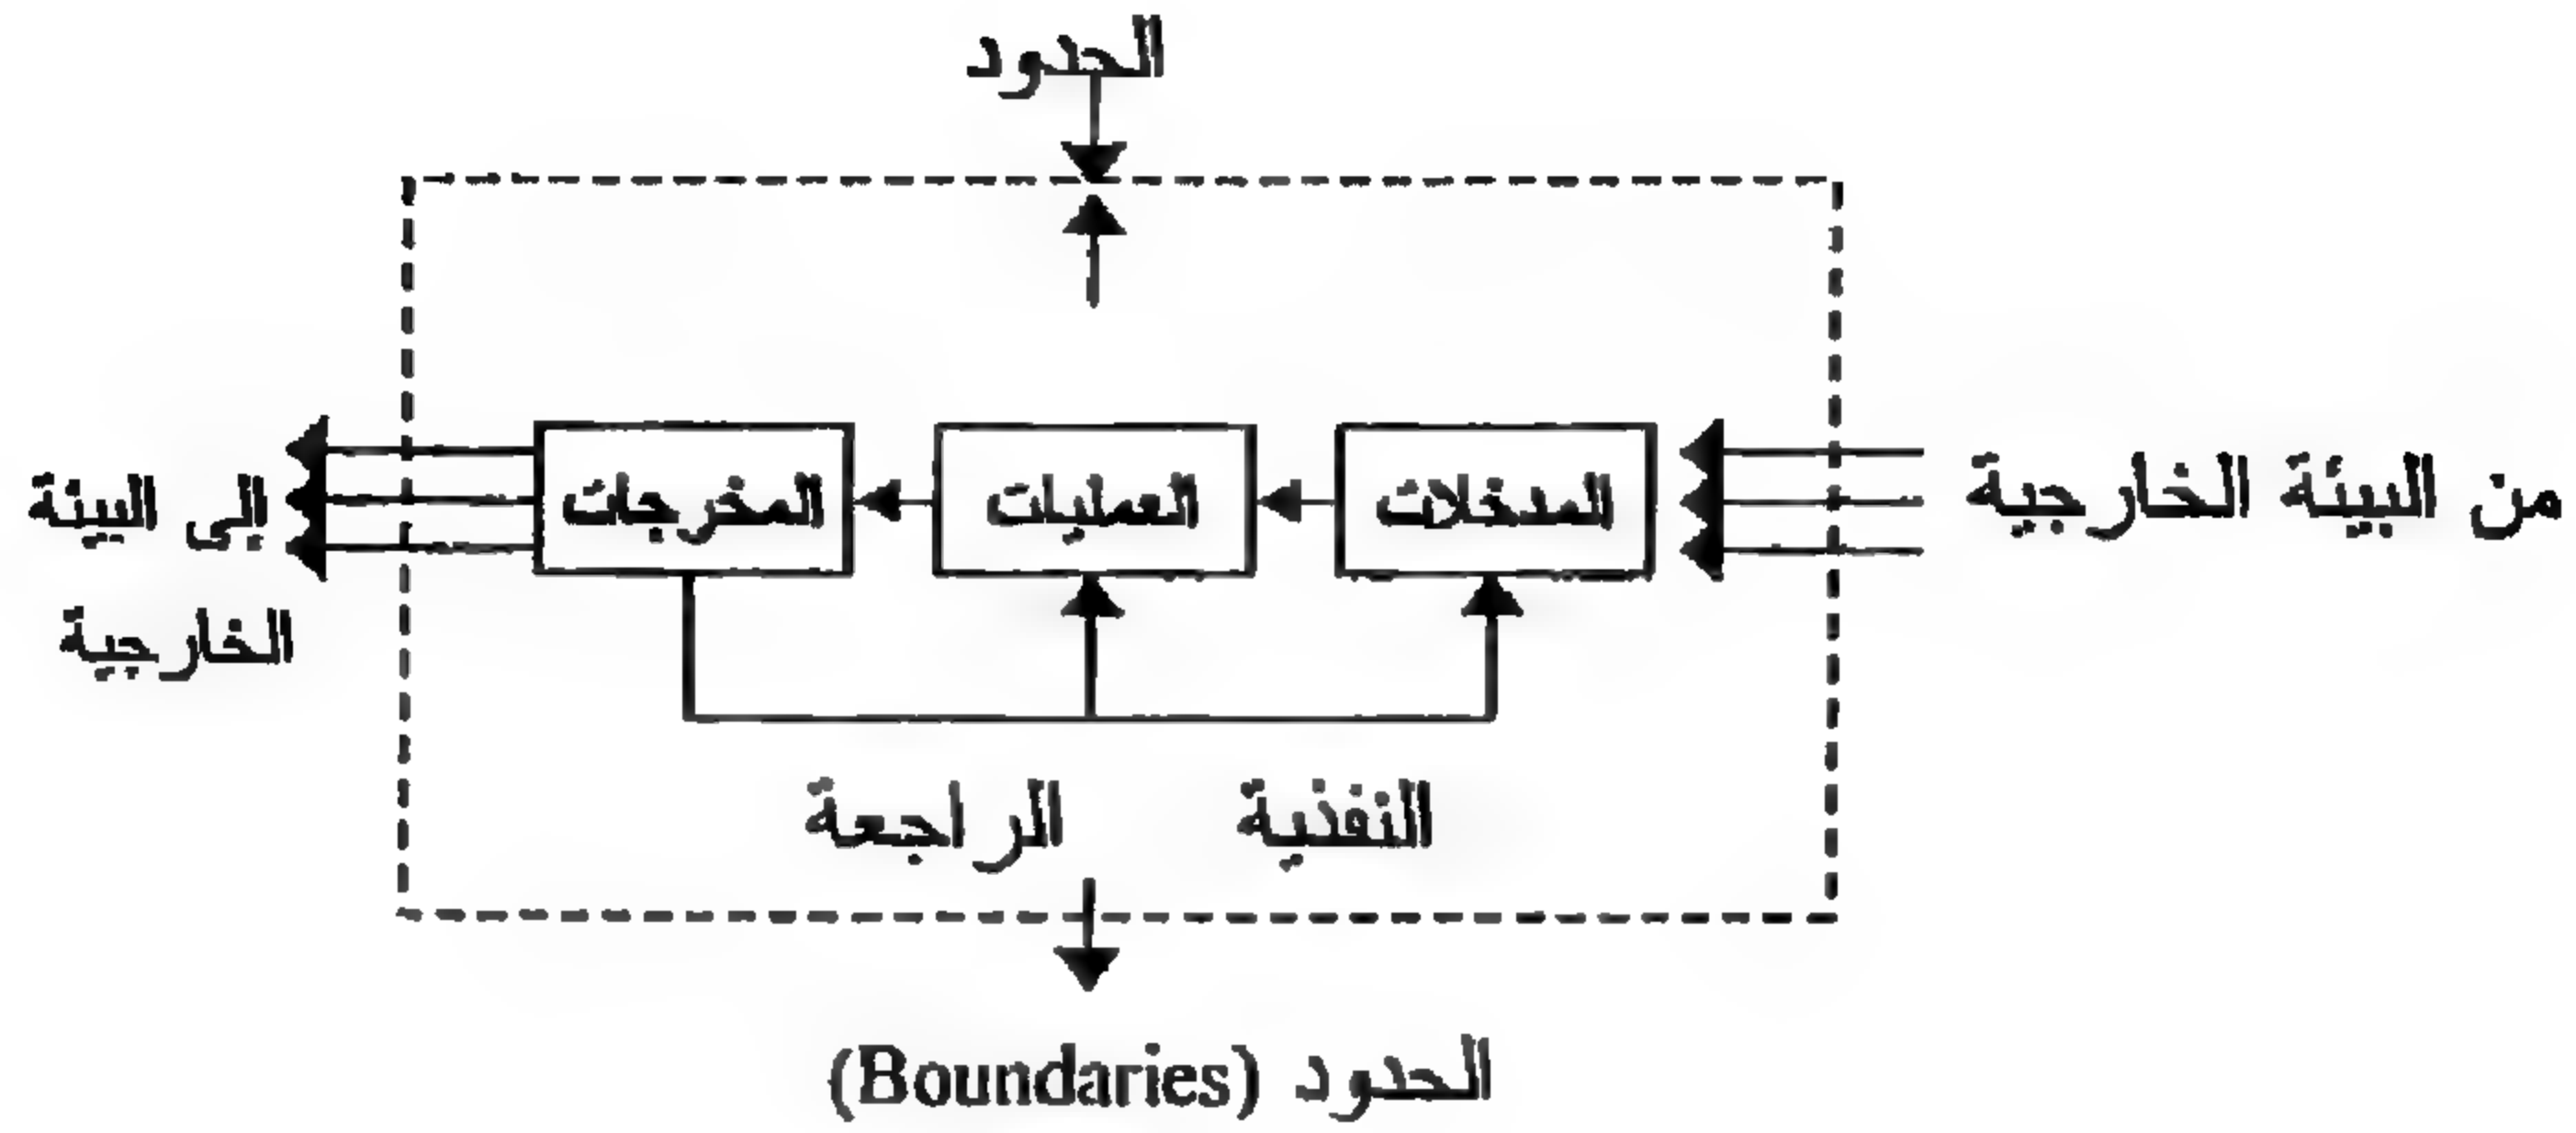 الحدود
من البيئة الخارجية
المدخلات
العمليات
المخرجات
إلى البيئة
الخارجية
التغذية الراجعة
الحدود (Boundaries)